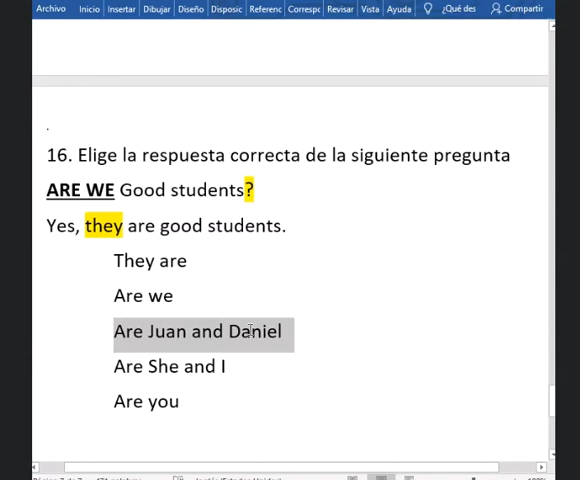 Archivo Inicio Insertar Dibujar Diseño Disposic Referenc Correspo Revisar Vista Ayuda ¿Qué des Compartir
.
16. Elige la respuesta correcta de la siguiente pregunta
ARE WE Good students?
Yes, they are good students.
They are
Are we
Are Juan and Daniel
Are She and I
Are you